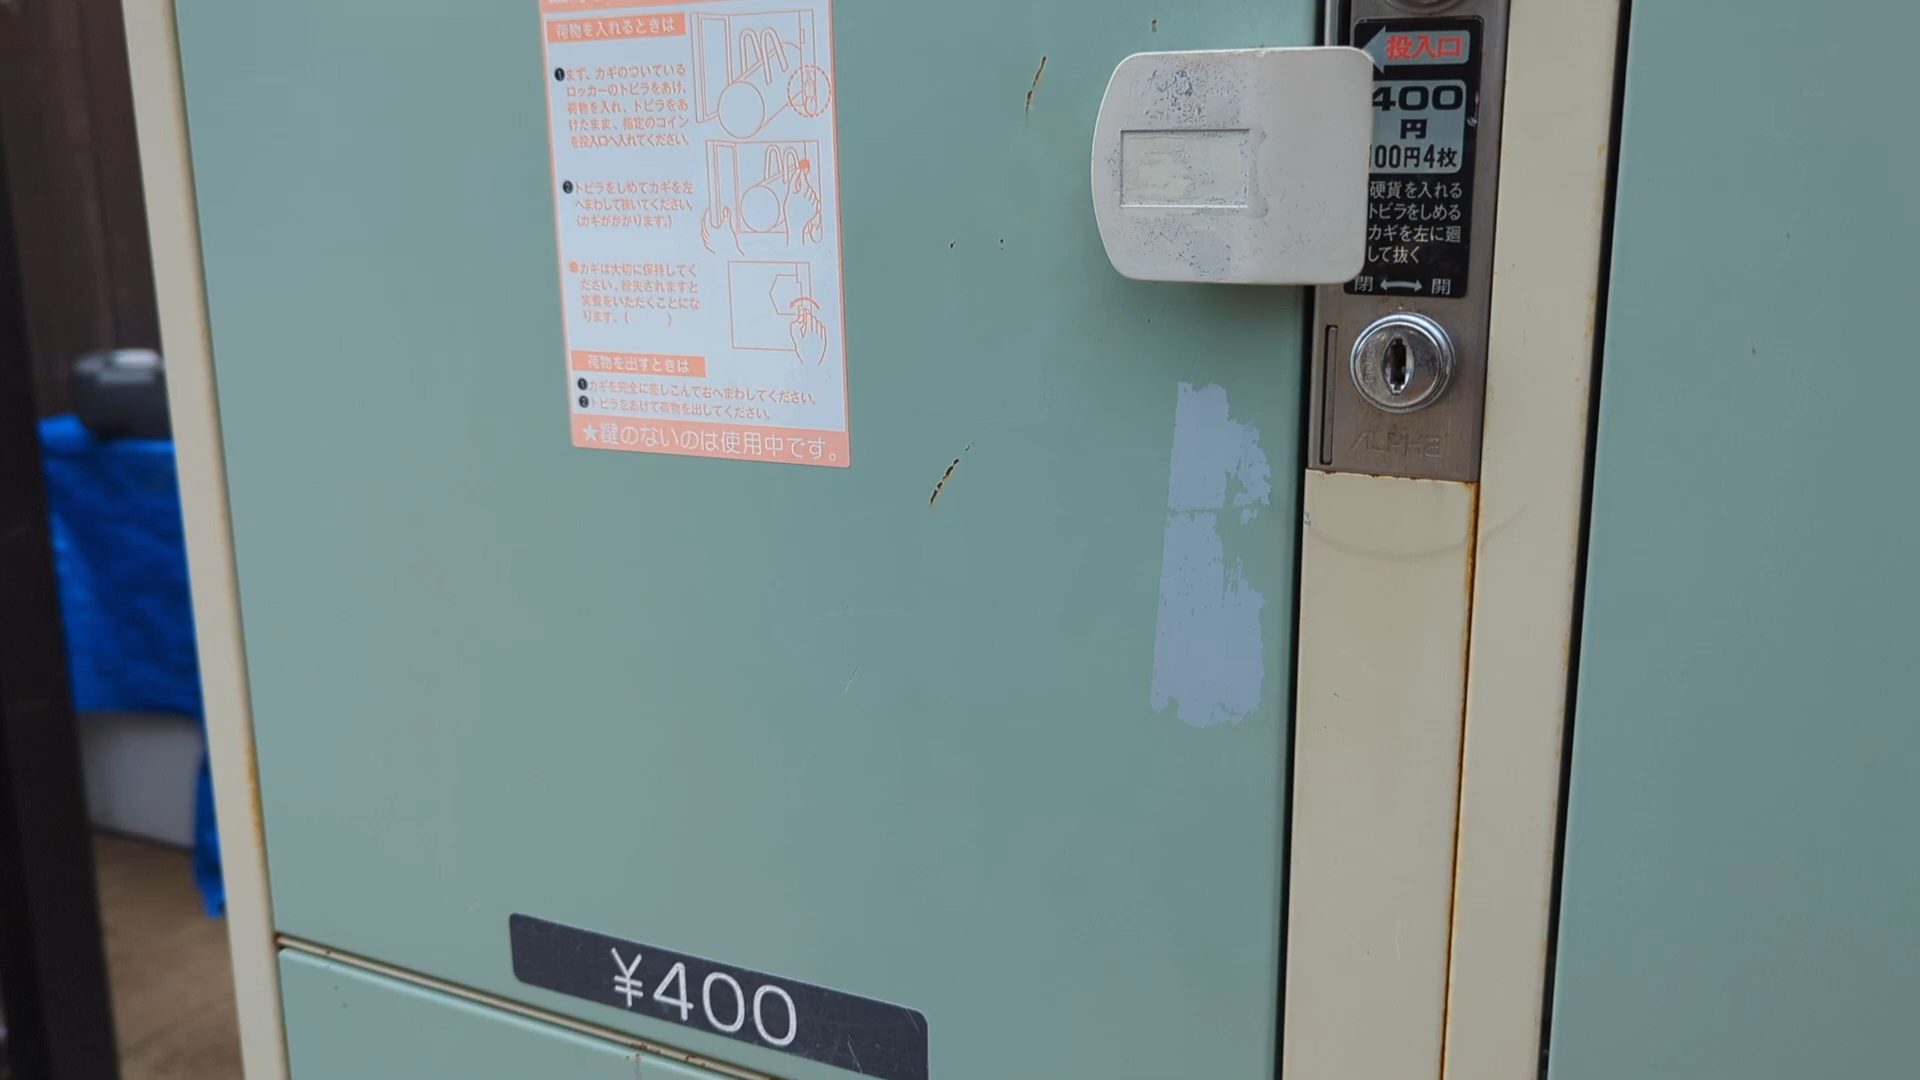 荷物を入れるときは
❶まず、カギのついている
ロッカーのトビラをあけ、
荷物を入れ、トビラをあ
けたまま、指定のコイン
を投入口へ入れてください。
❷トビラをしめてカギを左
へまわして抜いてください。
(カギがかかります。)
カギは大切に保持してく
ださい。紛失されますと
実費をいただくことにな
ります。(　　　)
荷物を出すときは
❶カギを完全に差しこんで右へまわしてください。
❷トビラをあけて荷物を出してください。
★鍵のないのは使用中です。
投入口
400
円
100円4枚
硬貨を入れる
トビラをしめる
カギを左に廻
して抜く
閉 ⟷ 開
ALPHA
¥400